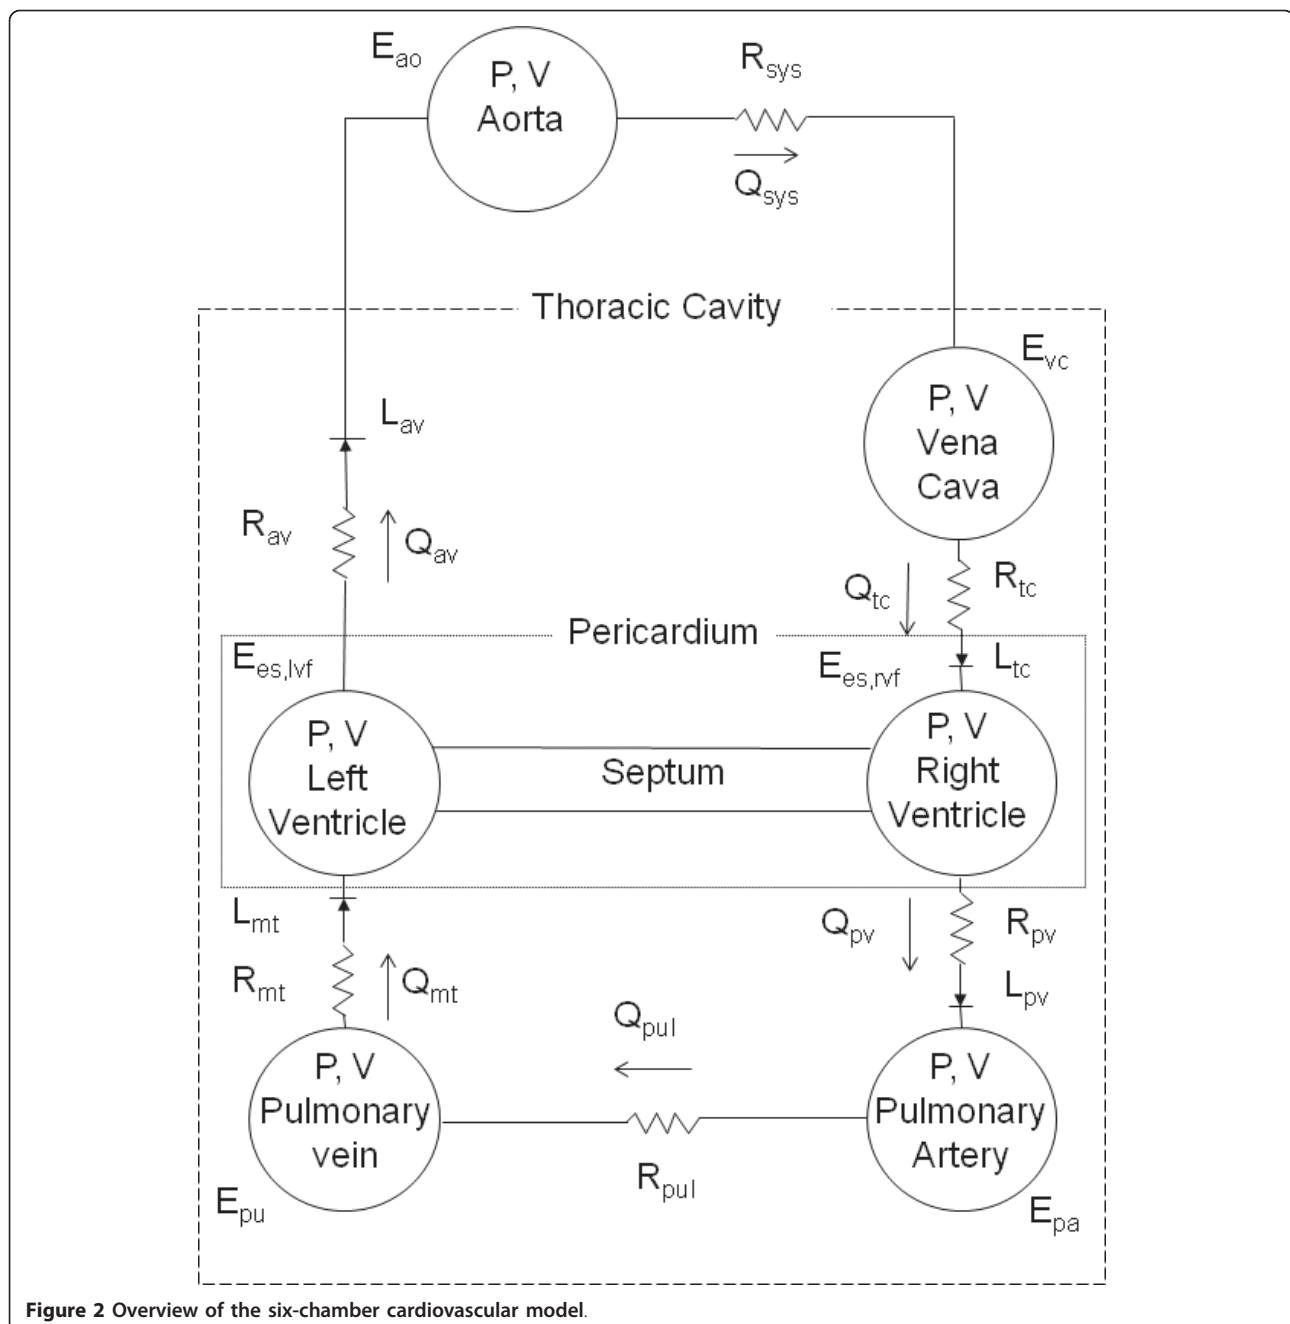 E_ao
P, V
Aorta
R_sys
Q_sys
Thoracic Cavity
E_vc
P, V
Vena
Cava
L_av
R_av
Q_av
Q_tc
R_tc
Pericardium
E_es,lvf
E_es,rvf
L_tc
P, V
Left
Ventricle
Septum
P, V
Right
Ventricle
L_mt
R_mt
Q_mt
Q_pv
R_pv
L_pv
Q_pul
P, V
Pulmonary
vein
R_pul
P, V
Pulmonary
Artery
E_pu
E_pa
Figure 2 Overview of the six-chamber cardiovascular model.